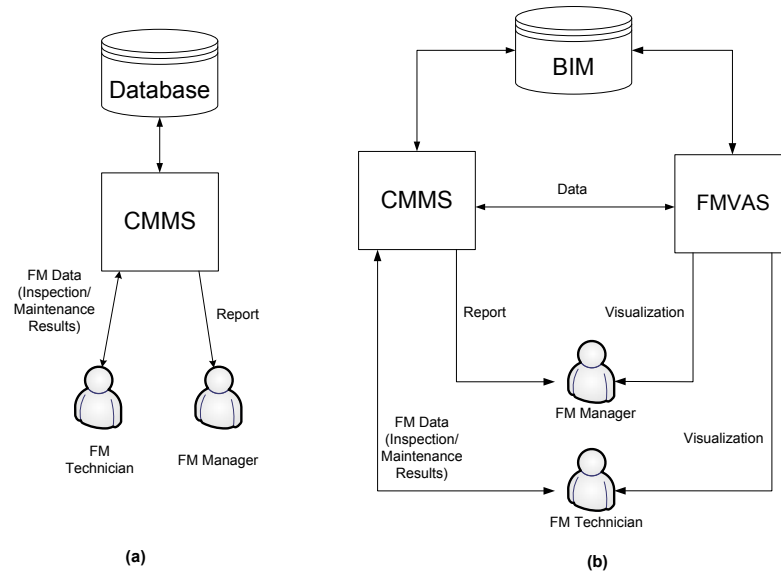 Database
CMMS
FM Data
(Inspection/
Maintenance
Results)
Report
FM
Technician
FM Manager
(a)
BIM
CMMS
Data
FMVAS
Report
Visualization
FM Manager
FM Data
(Inspection/
Maintenance
Results)
Visualization
FM Technician
(b)